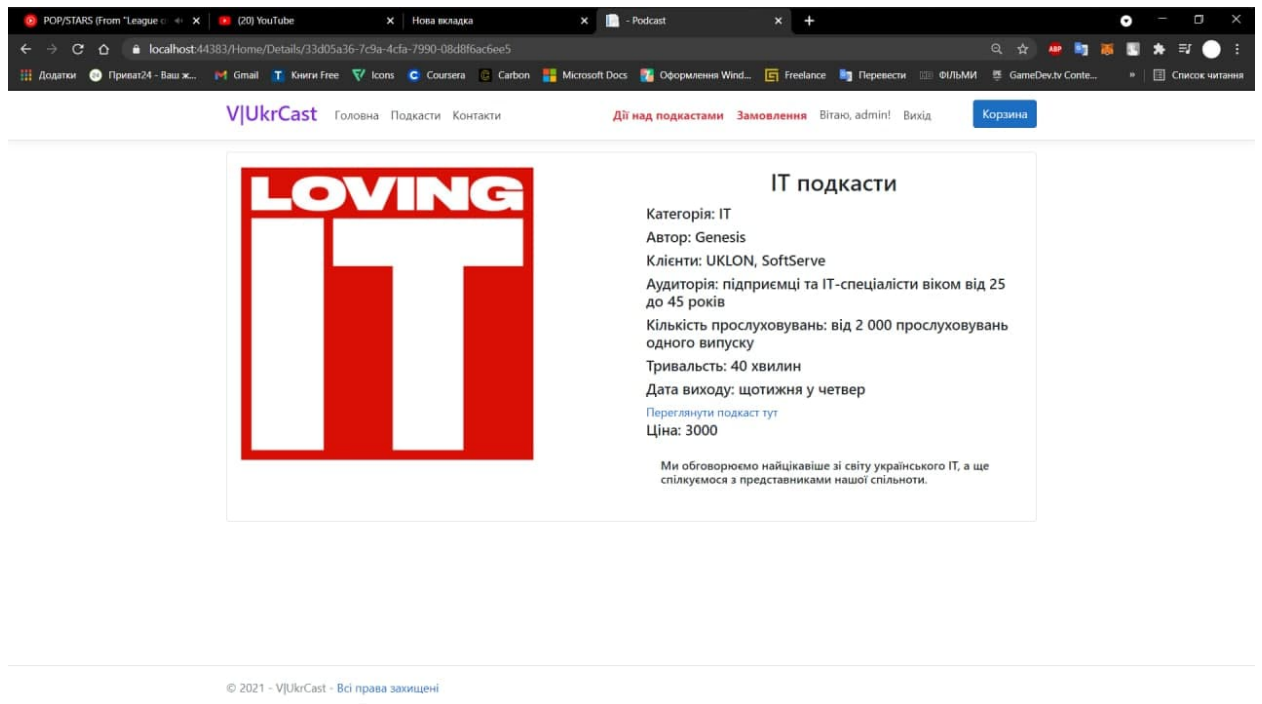 POP/STARS (From "League o
(20) YouTube
Нова вкладка
- Podcast
localhost:44383/Home/Details/33d05a36-7c9a-4cfa-7990-08d8f6ac6ee5
ABP
Додатки Приват24 - Ваш ж... Gmail Книги Free Icons Coursera Carbon Microsoft Docs Оформлення Wind... Freelance Перевести ФІЛЬМИ GameDev.tv Conte... » Список читання
V|UkrCast Головна Подкасти Контакти Дії над подкастами Замовлення Вітаю, admin! Вихід Корзина
LOVING
IT
IT подкасти
Категорія: IT
Автор: Genesis
Клієнти: UKLON, SoftServe
Аудиторія: підприємці та ІТ-спеціалісти віком від 25
до 45 років
Кількість прослуховувань: від 2 000 прослуховувань
одного випуску
Тривальсть: 40 хвилин
Дата виходу: щотижня у четвер
Переглянути подкаст тут
Ціна: 3000
Ми обговорюємо найцікавіше зі світу українського ІТ, а ще
спілкуємося з представниками нашої спільноти.
© 2021 - V|UkrCast - Всі права захищені